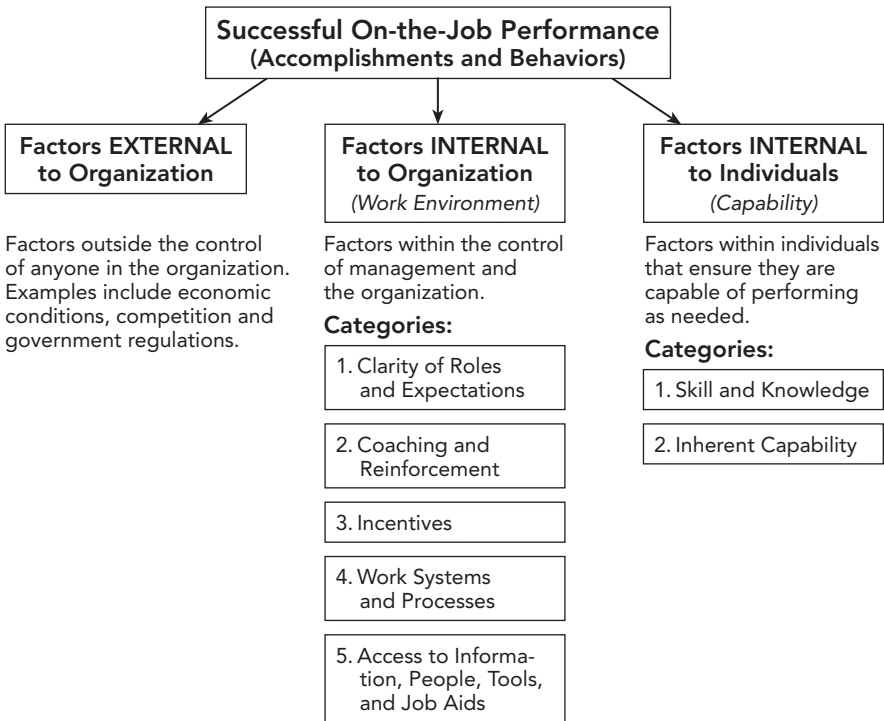 Successful On-the-Job Performance
(Accomplishments and Behaviors)
Factors EXTERNAL
to Organization
Factors outside the control
of anyone in the organization.
Examples include economic
conditions, competition and
government regulations.
Factors INTERNAL
to Organization
(Work Environment)
Factors within the control
of management and
the organization.
Categories:
1. Clarity of Roles
and Expectations
2. Coaching and
Reinforcement
3. Incentives
4. Work Systems
and Processes
5. Access to Informa-
tion, People, Tools,
and Job Aids
Factors INTERNAL
to Individuals
(Capability)
Factors within individuals
that ensure they are
capable of performing
as needed.
Categories:
1. Skill and Knowledge
2. Inherent Capability